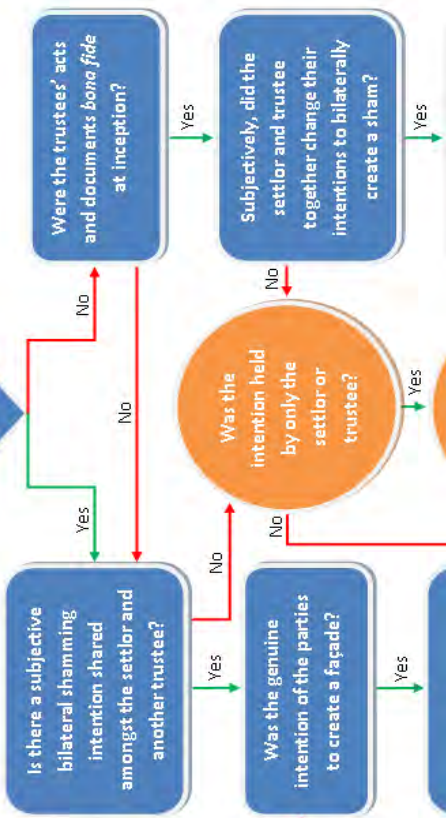 Yes
No
Is there a subjective
bilateral shamming
intention shared
amongst the settlor and
another trustee?
Were the trustees' acts
and documents bona fide
at inception?
No
Yes
No
Yes
Was the genuine
intention of the parties
to create a façade?
Was the
intention held
by only the
settlor or
trustee?
No
Subjectively, did the
settlor and trustee
together change their
intentions to bilaterally
create a sham?
Yes
No
Yes
Yes